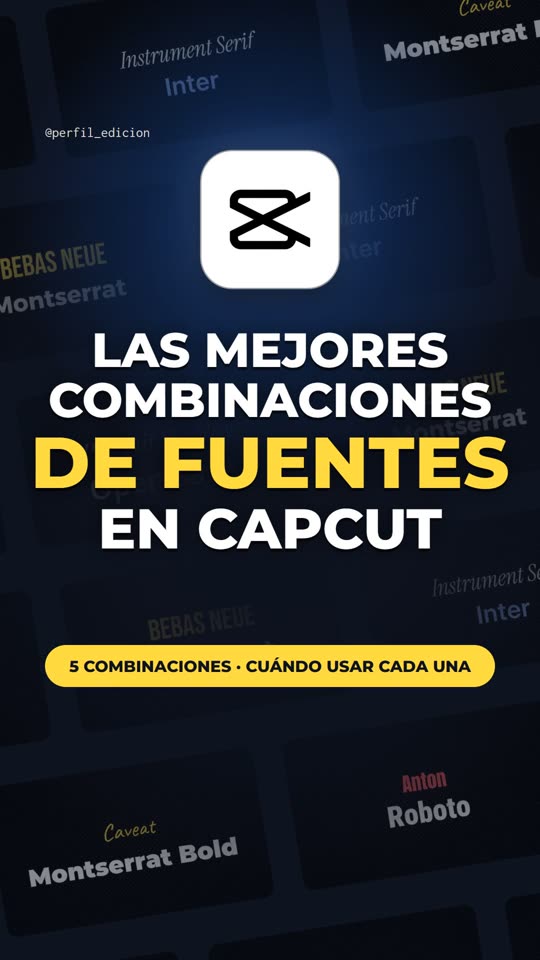 Caveat
Instrument Serif
Montserrat
Inter
@perfil_edicion
Serif
BEBAS NEUE
Montserrat
LAS MEJORES
COMBINACIONES
DE FUENTES
EN CAPCUT
Instrument
Inter
BEBAS NEUE
5 COMBINACIONES · CUÁNDO USAR CADA UNA
Anton
Roboto
Caveat
Montserrat Bold